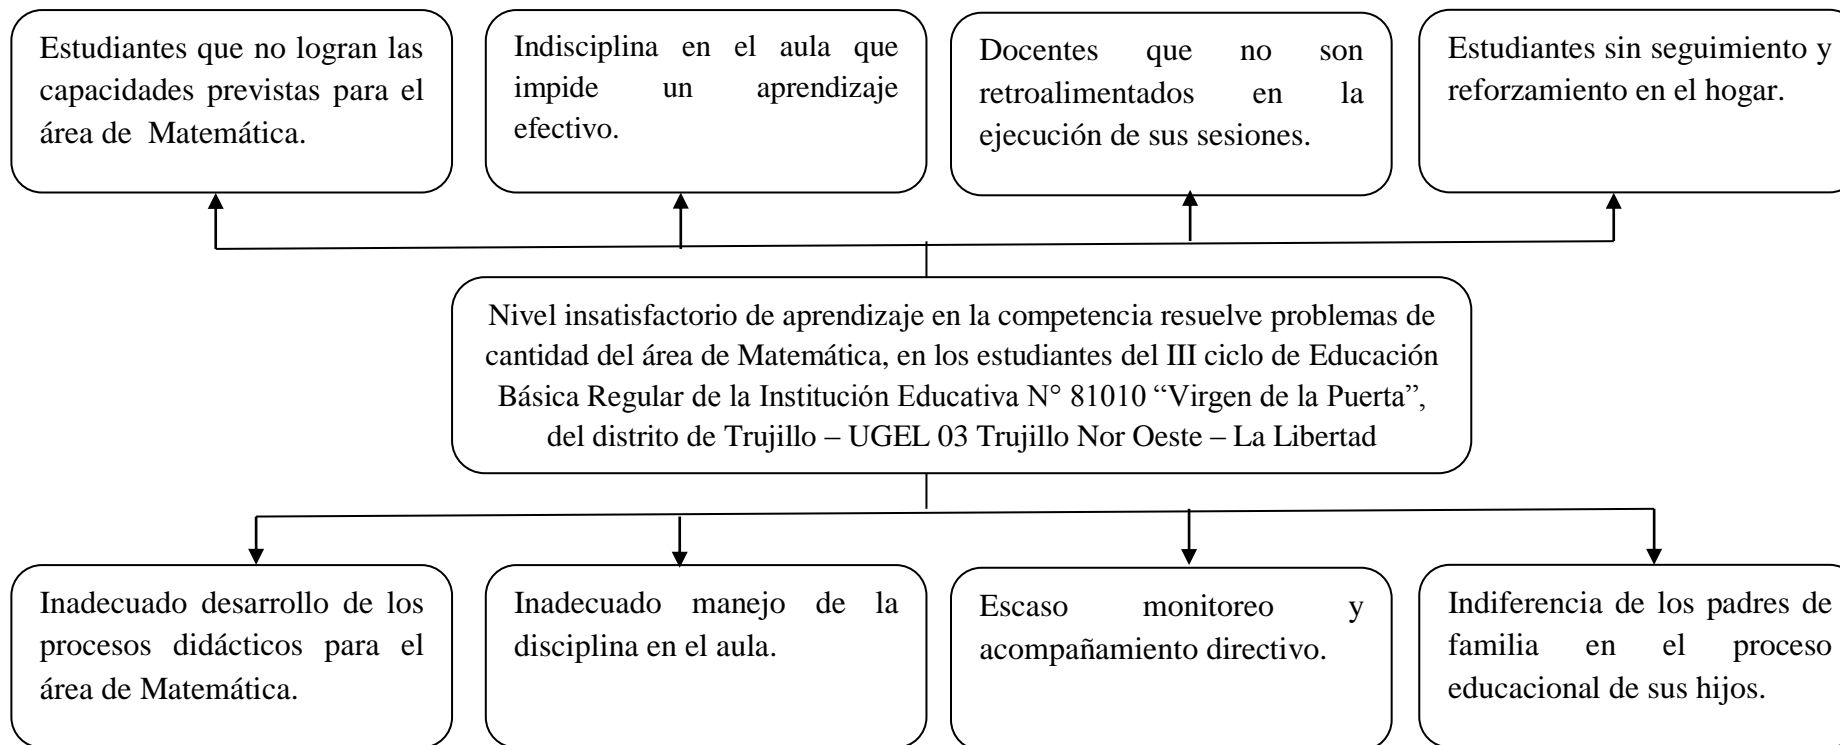 Estudiantes que no logran las
capacidades previstas para el
área de Matemática.
Indisciplina en el aula que
impide un aprendizaje
efectivo.
Docentes que no son
retroalimentados en la
ejecución de sus sesiones.
Estudiantes sin seguimiento y
reforzamiento en el hogar.
Nivel insatisfactorio de aprendizaje en la competencia resuelve problemas de
cantidad del área de Matemática, en los estudiantes del III ciclo de Educación
Básica Regular de la Institución Educativa N° 81010 “Virgen de la Puerta”,
del distrito de Trujillo – UGEL 03 Trujillo Nor Oeste – La Libertad
Inadecuado desarrollo de los
procesos didácticos para el
área de Matemática.
Inadecuado manejo de la
disciplina en el aula.
Escaso monitoreo y
acompañamiento directivo.
Indiferencia de los padres de
familia en el proceso
educacional de sus hijos.